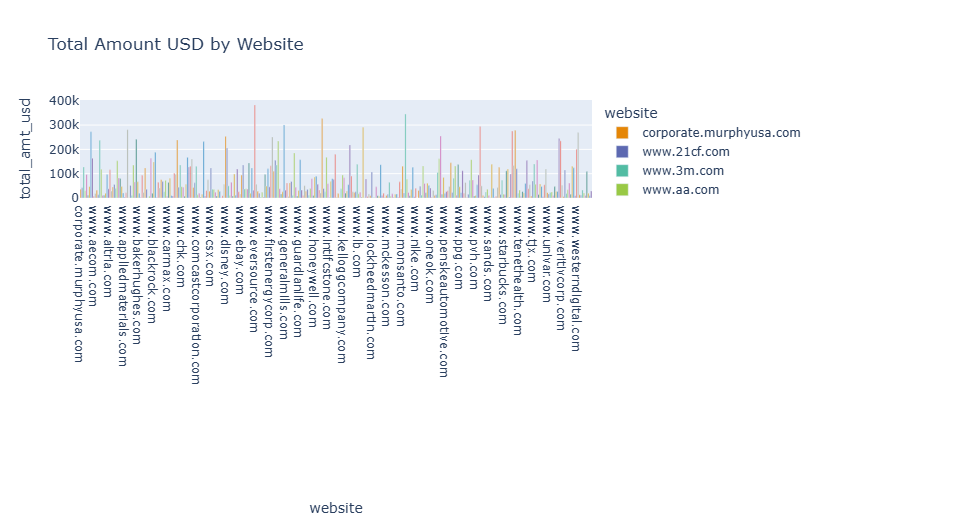 Total Amount USD by Website
total_amt_usd
400k
300k
200k
100k
0
corporate.murphyusa.com
www.aecom.com
www.altria.com
www.appliedmaterials.com
www.bakerhughes.com
www.blackrock.com
www.carmax.com
www.chk.com
www.comcastcorporation.com
www.csx.com
www.disney.com
www.ebay.com
www.eversource.com
www.firstenergycorp.com
www.generalmills.com
www.guardianlife.com
www.honeywell.com
www.intlfcstone.com
www.kelloggcompany.com
www.lb.com
www.lockheedmartin.com
www.mckesson.com
www.monsanto.com
www.nike.com
www.oneok.com
www.penskeautomotive.com
www.ppg.com
www.pvh.com
www.sands.com
www.starbucks.com
www.tenethealth.com
www.tjx.com
www.univar.com
www.veritivcorp.com
www.westerndigital.com
website
website
corporate.murphyusa.com
www.21cf.com
www.3m.com
www.aa.com